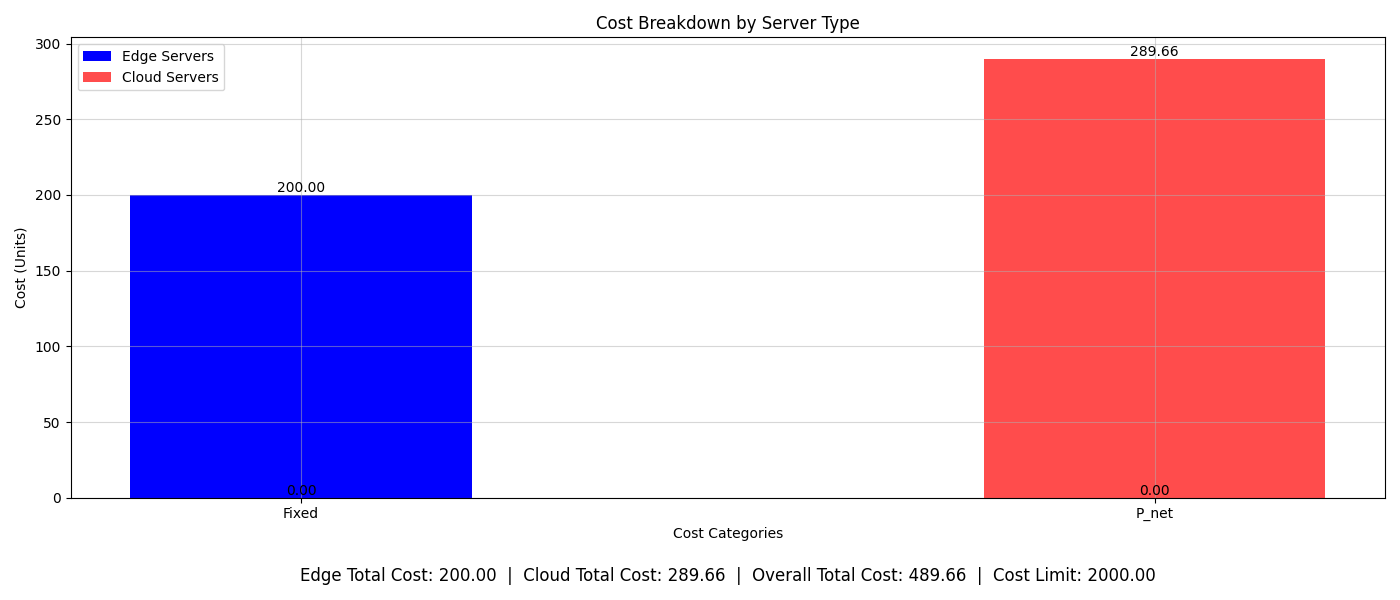 Cost Breakdown by Server Type
Edge Servers
Cloud Servers
Cost (Units)
300
250
200
150
100
50
0
200.00
0.00
289.66
0.00
Fixed
P_net
Cost Categories
Edge Total Cost: 200.00 | Cloud Total Cost: 289.66 | Overall Total Cost: 489.66 | Cost Limit: 2000.00